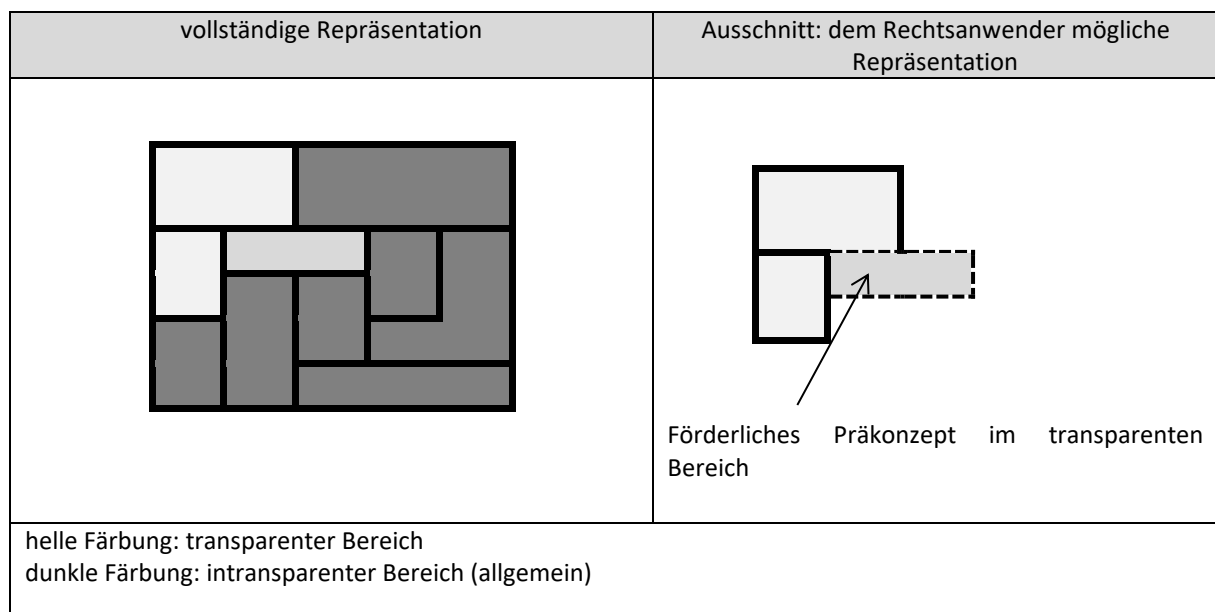 vollständige Repräsentation
Ausschnitt: dem Rechtsanwender mögliche
Repräsentation
Förderliches Präkonzept im transparenten
Bereich
helle Färbung: transparenter Bereich
dunkle Färbung: intransparenter Bereich (allgemein)